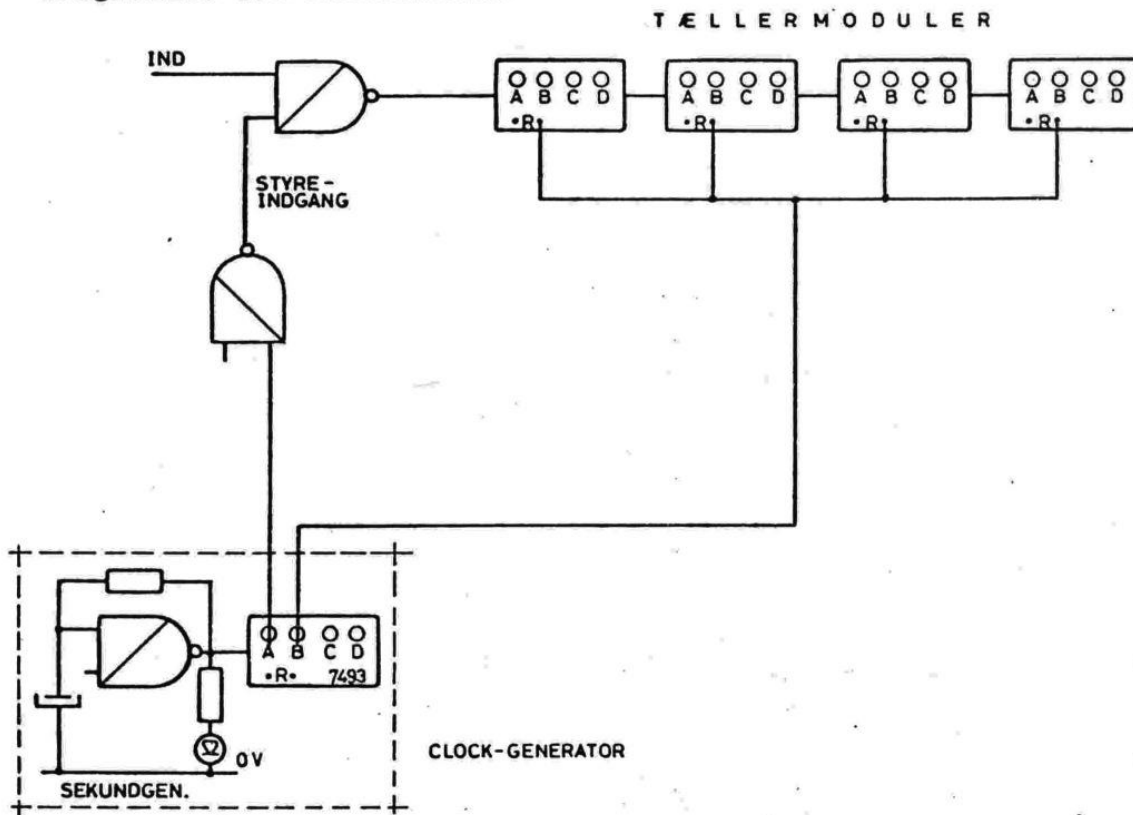 TÆLLERMODULER
IND
A B C D
•R•
A B C D
•R•
A B C D
•R•
A B C D
•R•
STYRE-
INDGANG
A B C D
•R• 7493
0V
CLOCK-GENERATOR
SEKUNDGEN.